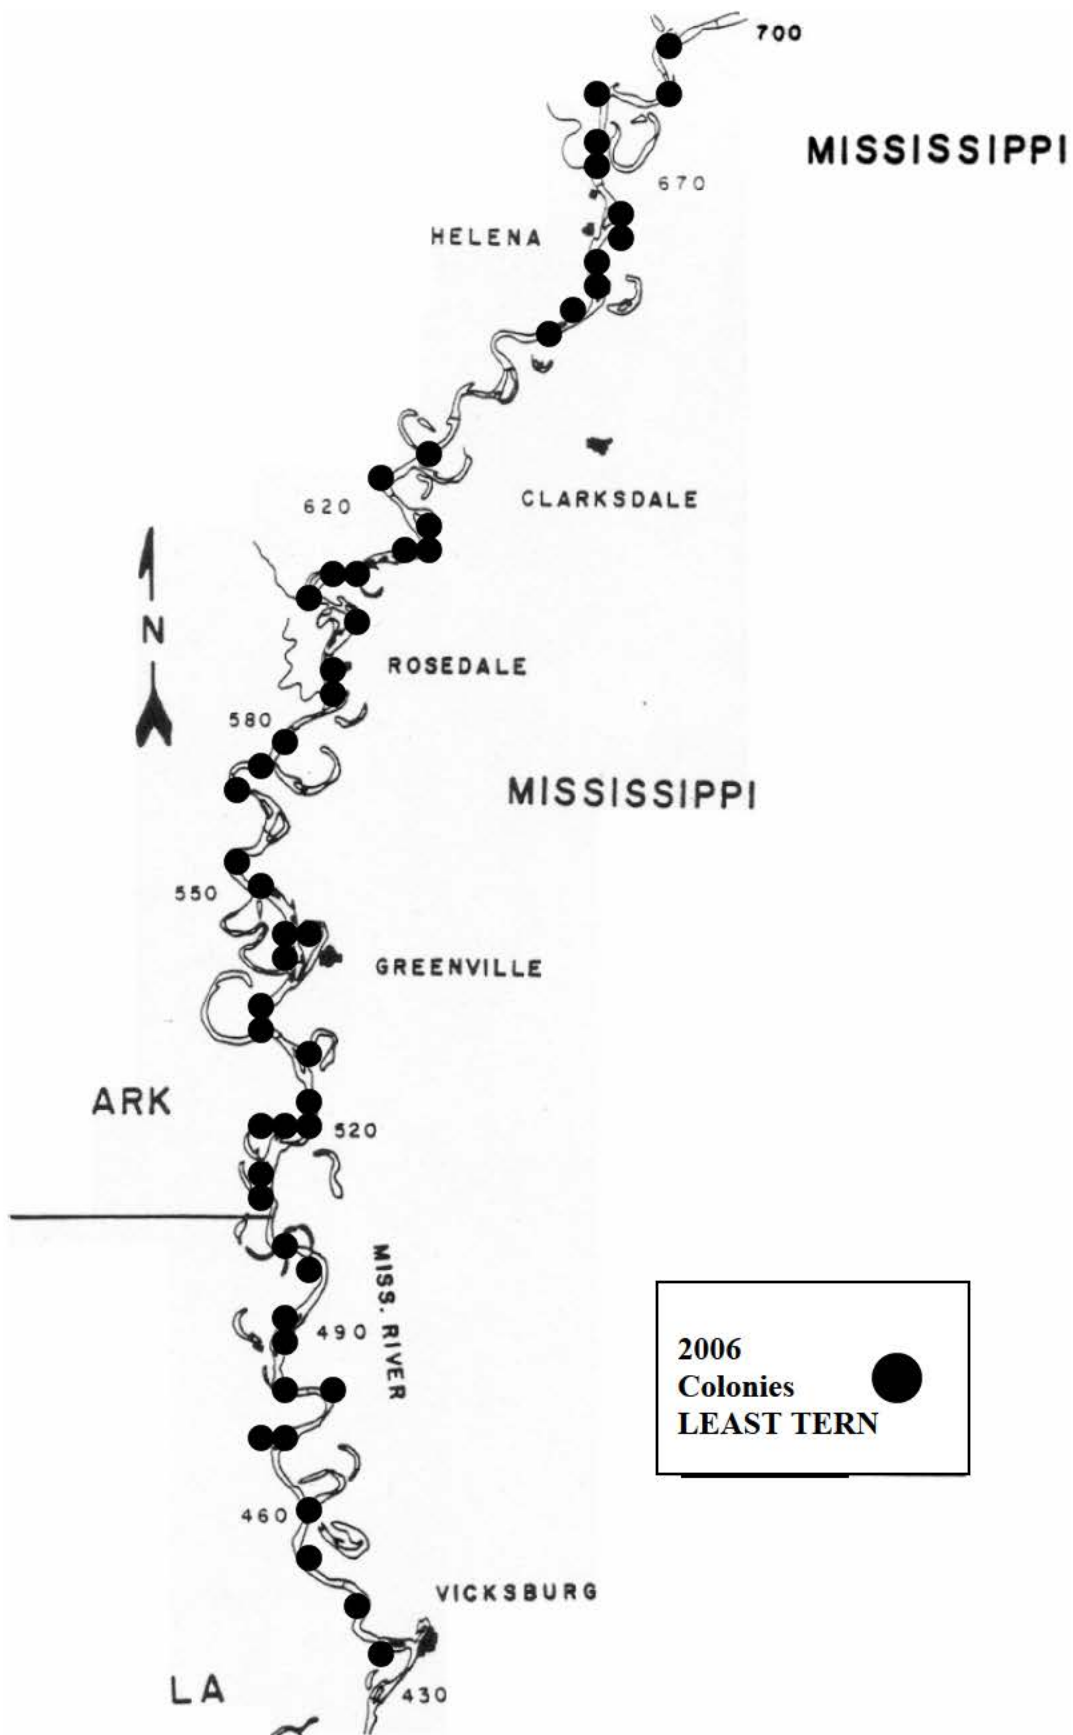 700
MISSISSIPPI
670
HELENA
CLARKSDALE
620
N
ROSEDALE
580
MISSISSIPPI
550
GREENVILLE
ARK
520
MISS. RIVER
490
2006
Colonies
LEAST TERN
460
VICKSBURG
LA
430